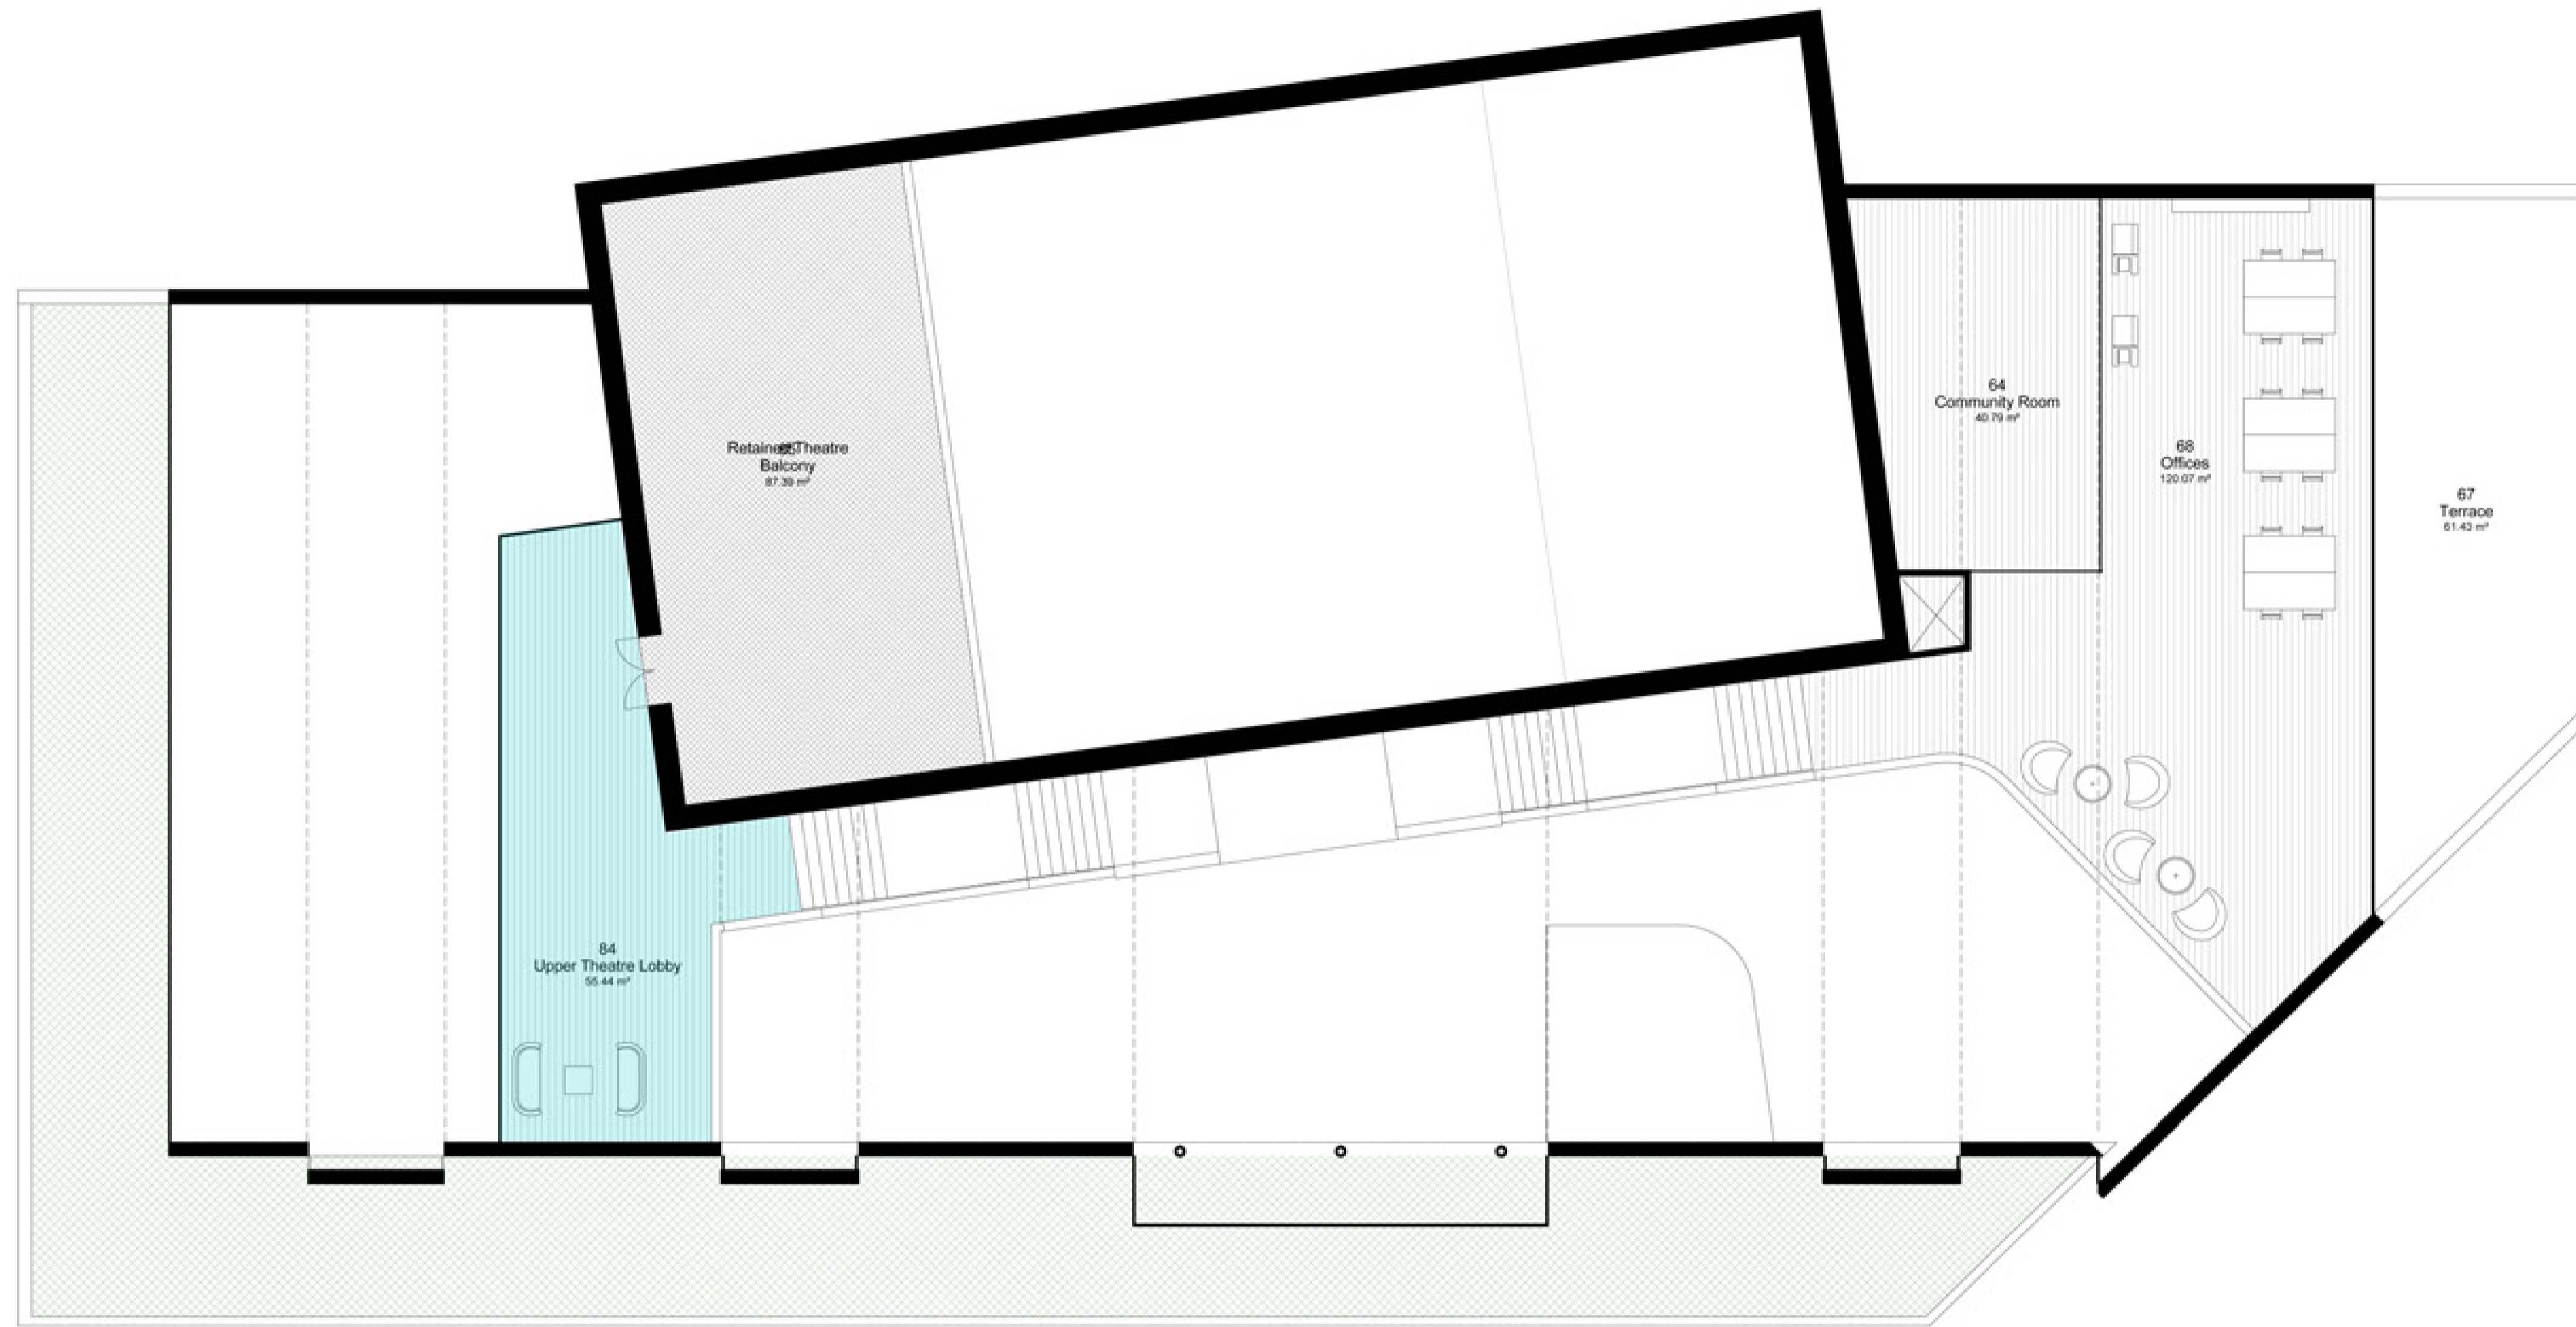 Retained Theatre
Balcony
87.39 m²
64
Community Room
40.79 m²
68
Offices
120.07 m²
67
Terrace
61.43 m²
84
Upper Theatre Lobby
55.44 m²